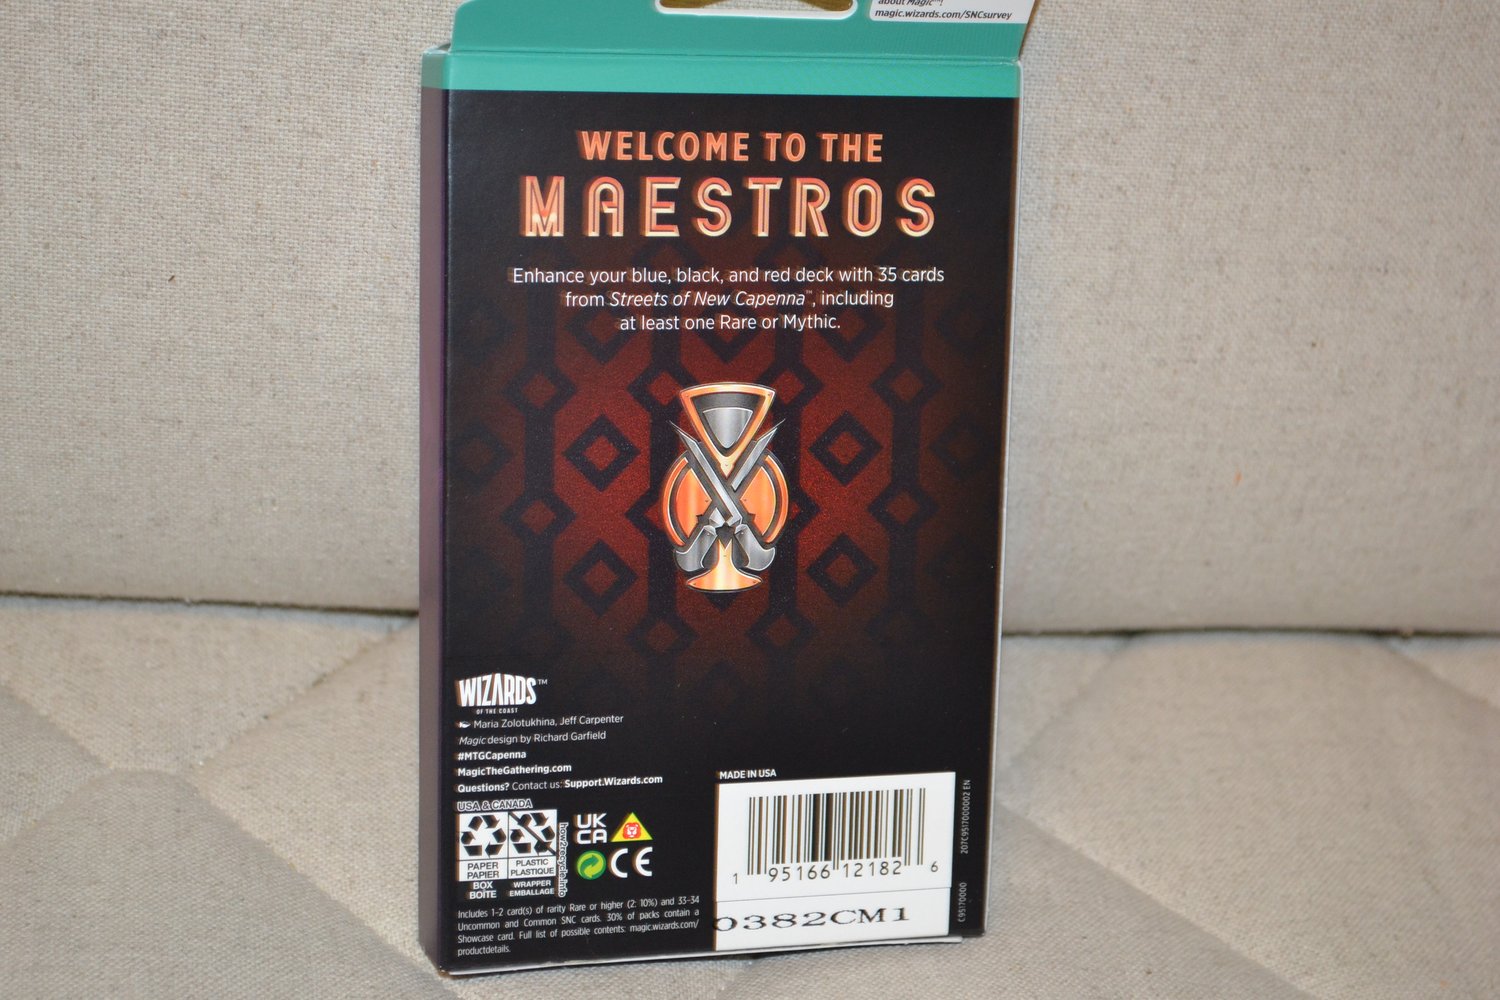 about Magic™!
magic.wizards.com/SNCsurvey
WELCOME TO THE
MAESTROS
Enhance your blue, black, and red deck with 35 cards
from Streets of New Capenna™, including
at least one Rare or Mythic.
WIZARDS™
OF THE COAST
Maria Zolotukhina, Jeff Carpenter
Magic design by Richard Garfield
#MTGCapenna
MagicTheGathering.com
Questions? Contact us: Support.Wizards.com
USA & CANADA
PAPER
PAPIER
BOX
BOÎTE
PLASTIC
PLASTIQUE
WRAPPER
EMBALLAGE
how2recycle.info
UK
CA
CE
Includes 1–2 card(s) of rarity Rare or higher (2: 10%) and 33–34
Uncommon and Common SNC cards. 30% of packs contain a
Showcase card. Full list of possible contents: magic.wizards.com/
productdetails.
MADE IN USA
1 95166 12182 6
0382CM1
C95170000
207C95170000002 EN